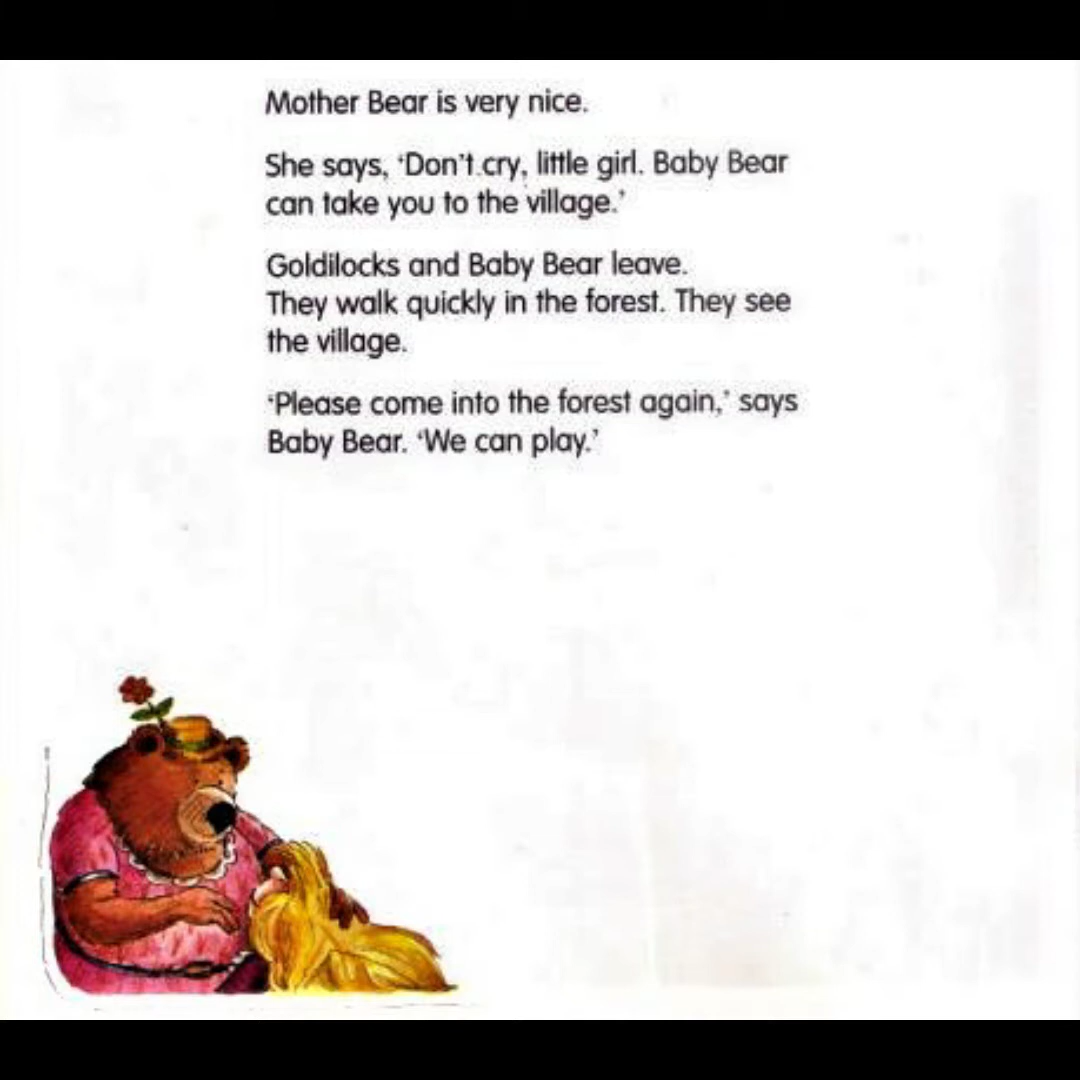 Mother Bear is very nice.
She says, ‘Don’t cry, little girl. Baby Bear
can take you to the village.’
Goldilocks and Baby Bear leave.
They walk quickly in the forest. They see
the village.
‘Please come into the forest again,’ says
Baby Bear. ‘We can play.’